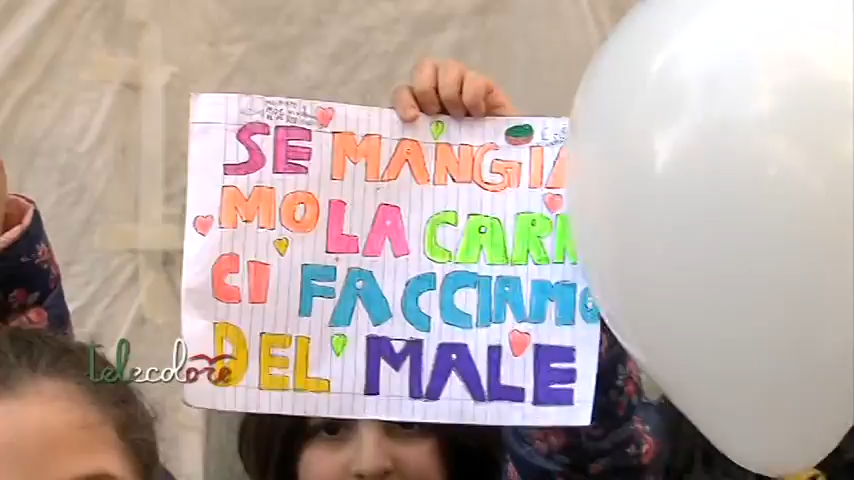 SE MANGIA
MO LA CARN
CI FACCIAMO
DEL MALE
telecolore